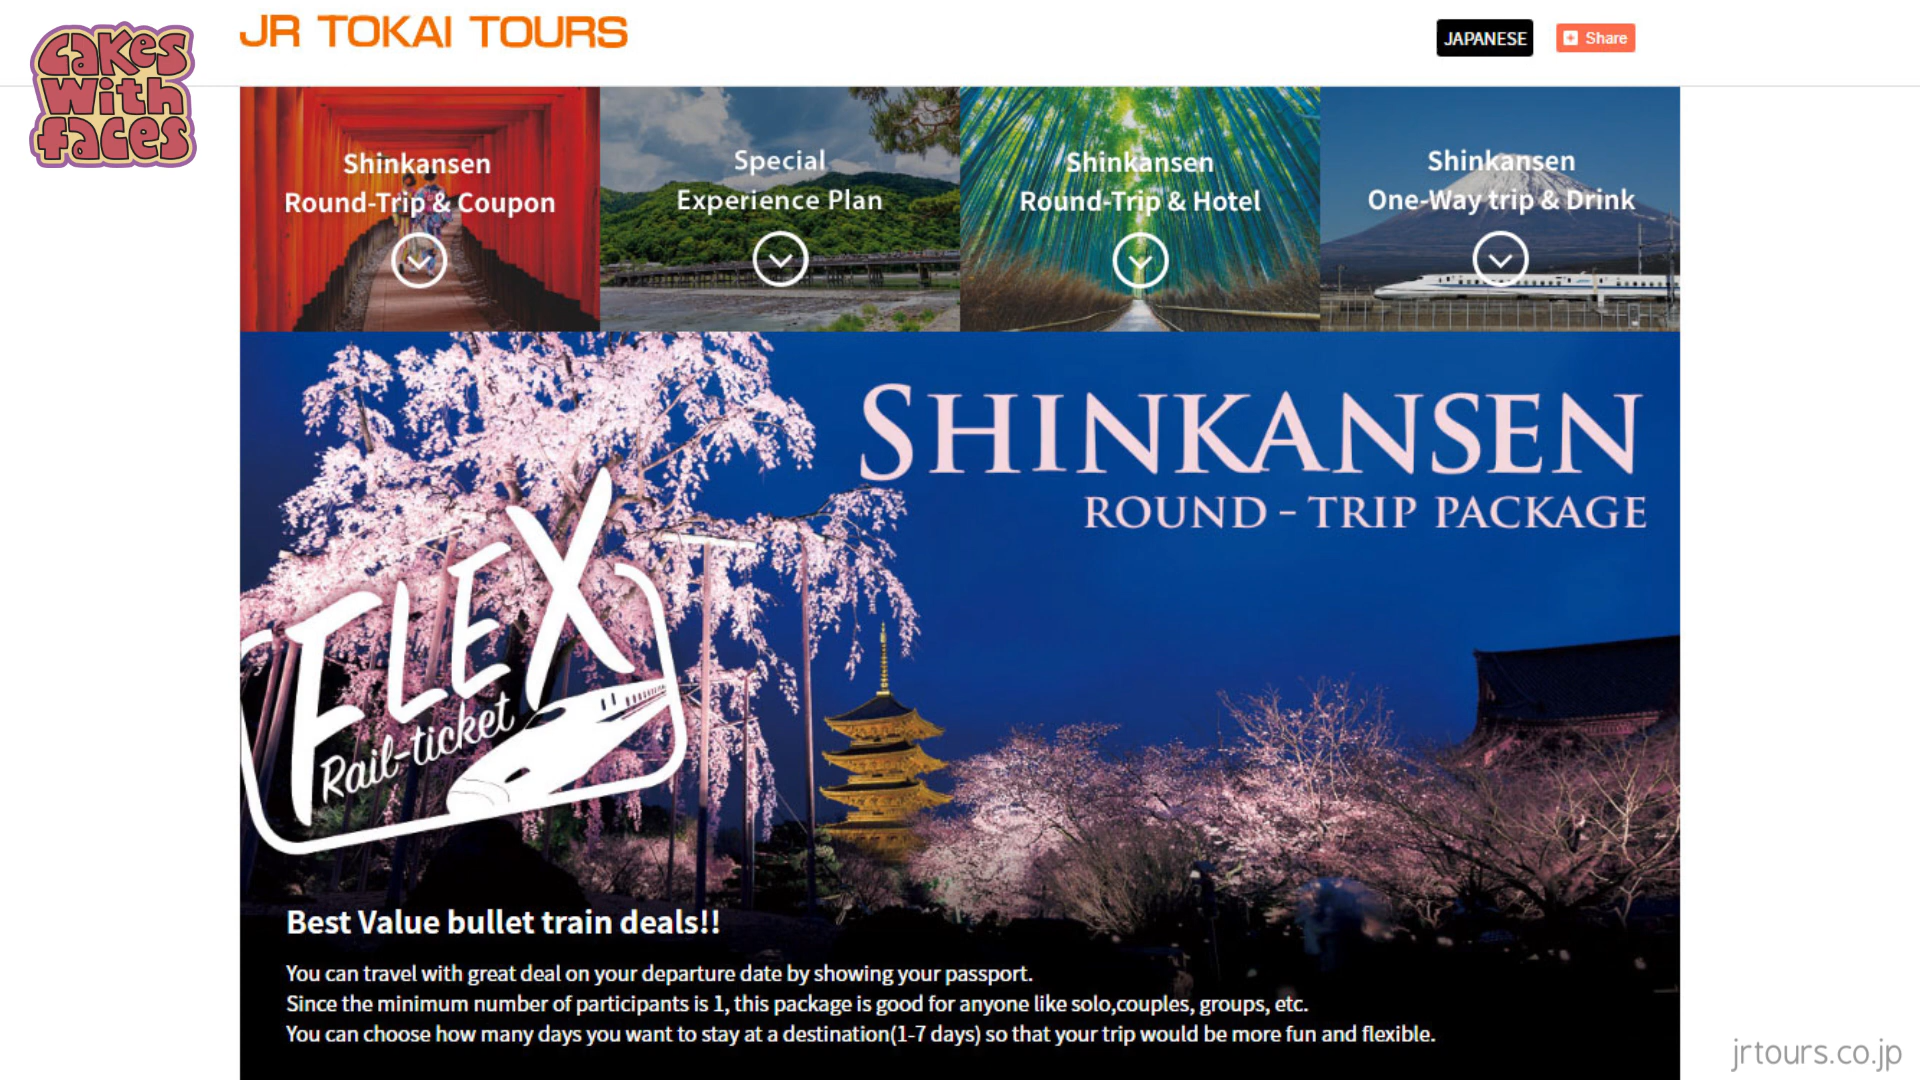 Cakes
With
faces
JR TOKAI TOURS
JAPANESE
Share
Shinkansen
Round-Trip & Coupon
Special
Experience Plan
Shinkansen
Round-Trip & Hotel
Shinkansen
One-Way trip & Drink
SHINKANSEN
ROUND-TRIP PACKAGE
FLEX
Rail-ticket
Best Value bullet train deals!!
You can travel with great deal on your departure date by showing your passport.
Since the minimum number of participants is 1, this package is good for anyone like solo,couples, groups, etc.
You can choose how many days you want to stay at a destination(1-7 days) so that your trip would be more fun and flexible.
jrtours.co.jp